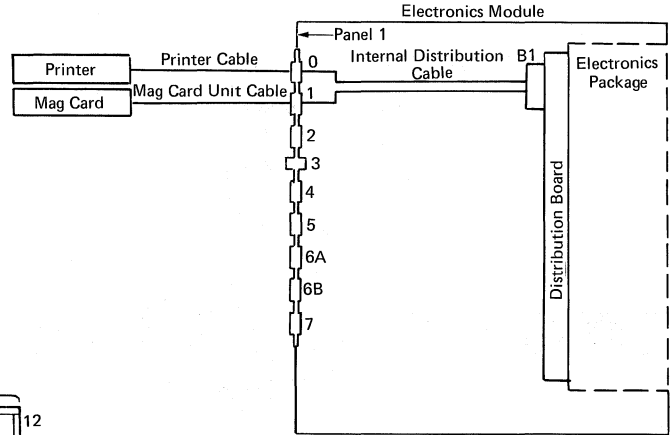 Electronics Module
Panel 1
Printer Cable
Internal Distribution
Cable
B1
Electronics
Package
Printer
0
Mag Card Unit Cable
1
Mag Card
2
3
4
5
6A
6B
7
Distribution Board
12